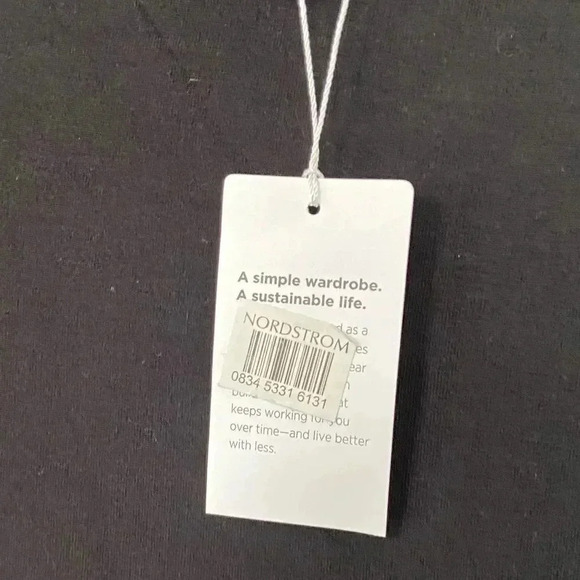 A simple wardrobe.
A sustainable life.
NORDSTROM
0834 5331 6131
as a
keeps working for you
over time—and live better
with less.